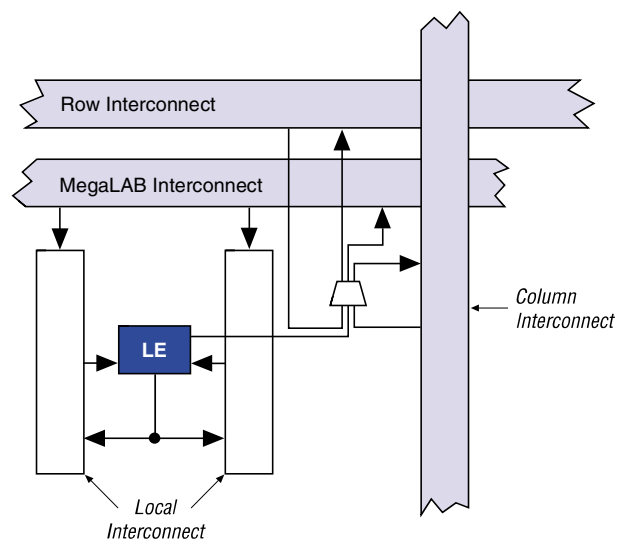 Row Interconnect
MegaLAB Interconnect
Column
Interconnect
LE
Local
Interconnect